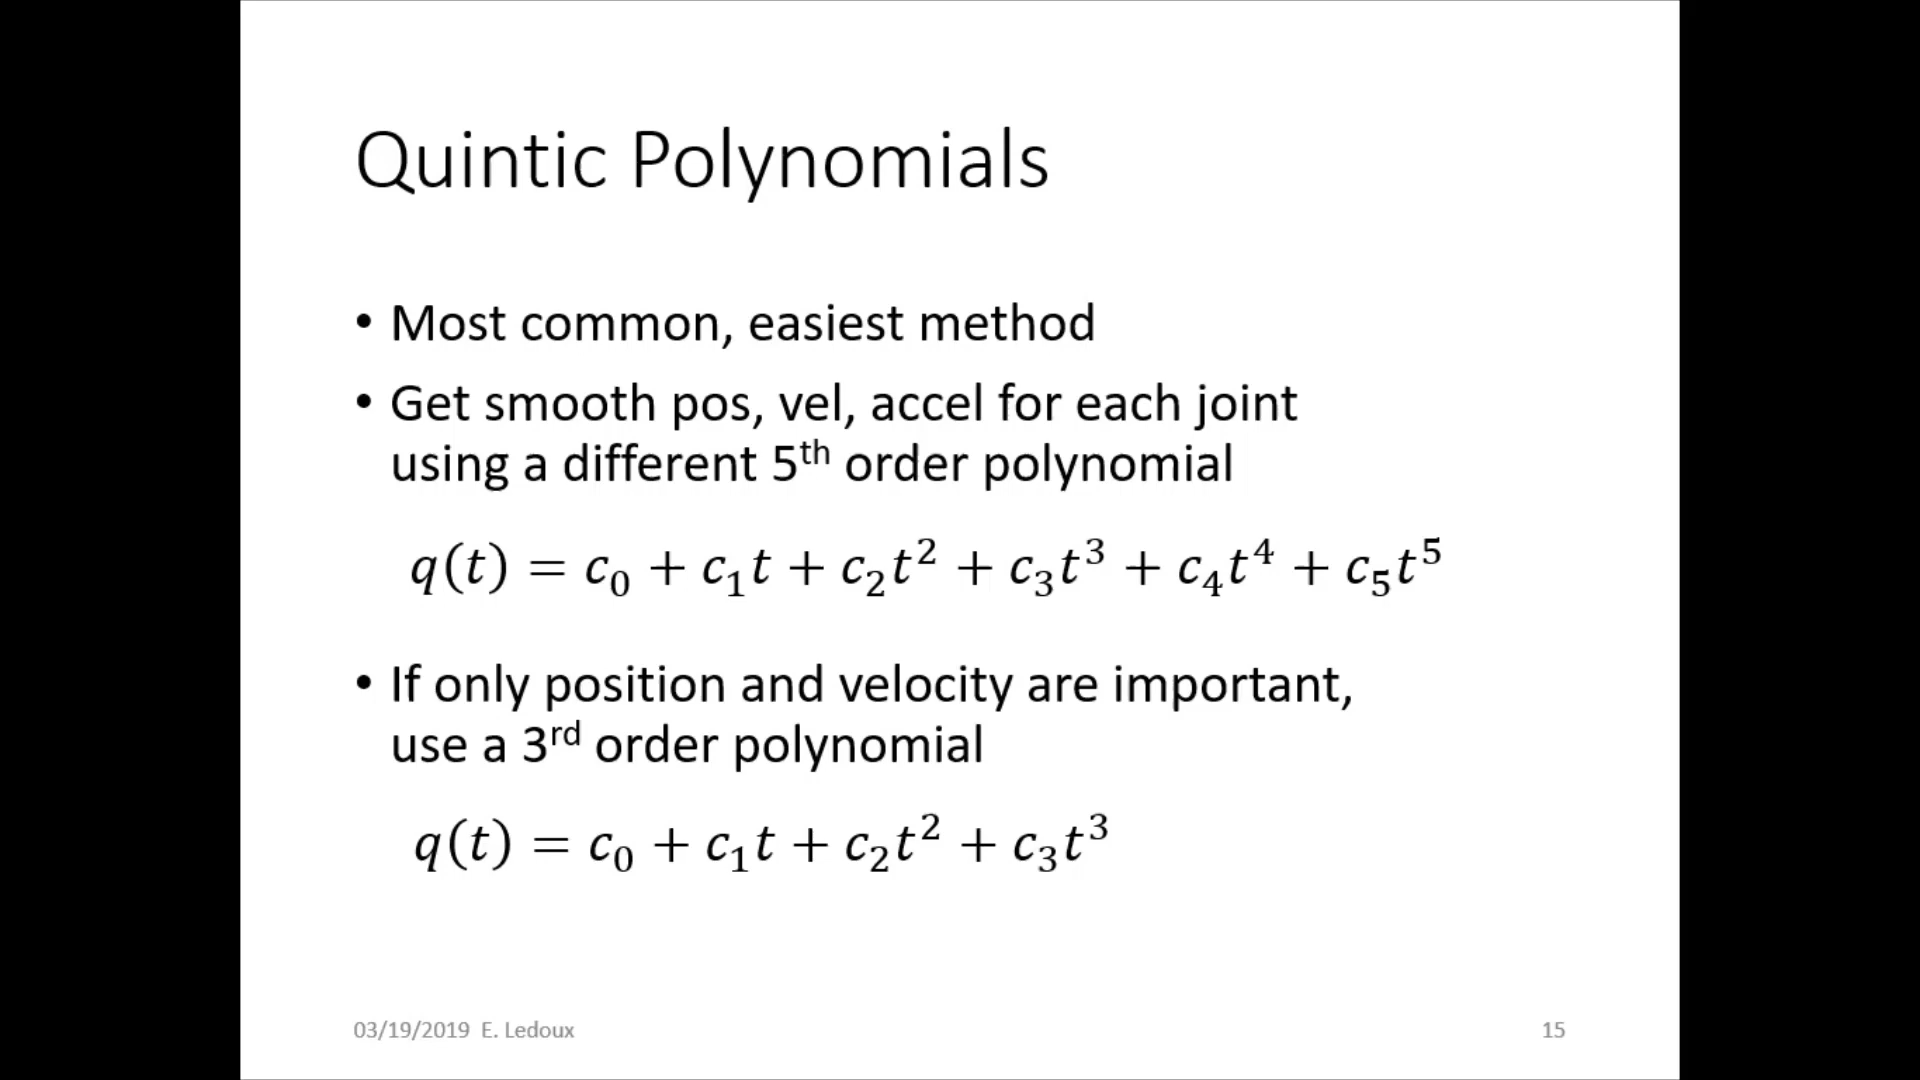 Quintic Polynomials
• Most common, easiest method
• Get smooth pos, vel, accel for each joint
using a different 5th order polynomial
q(t) = c₀ + c₁t + c₂t² + c₃t³ + c₄t⁴ + c₅t⁵
• If only position and velocity are important,
use a 3rd order polynomial
q(t) = c₀ + c₁t + c₂t² + c₃t³
03/19/2019 E. Ledoux
15